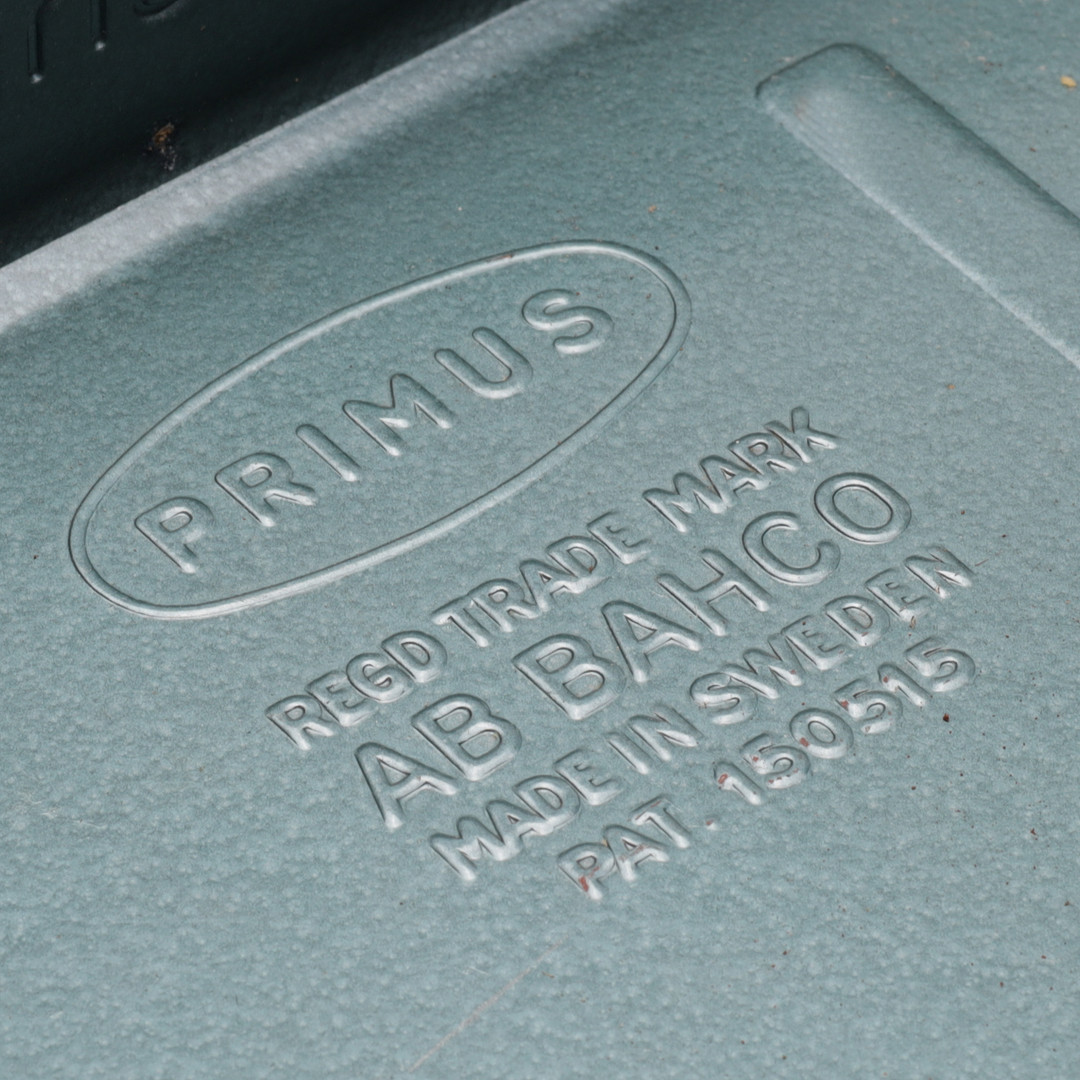 PRIMUS
REGD TRADE MARK
AB BAHCO
MADE IN SWEDEN
PAT. 150515